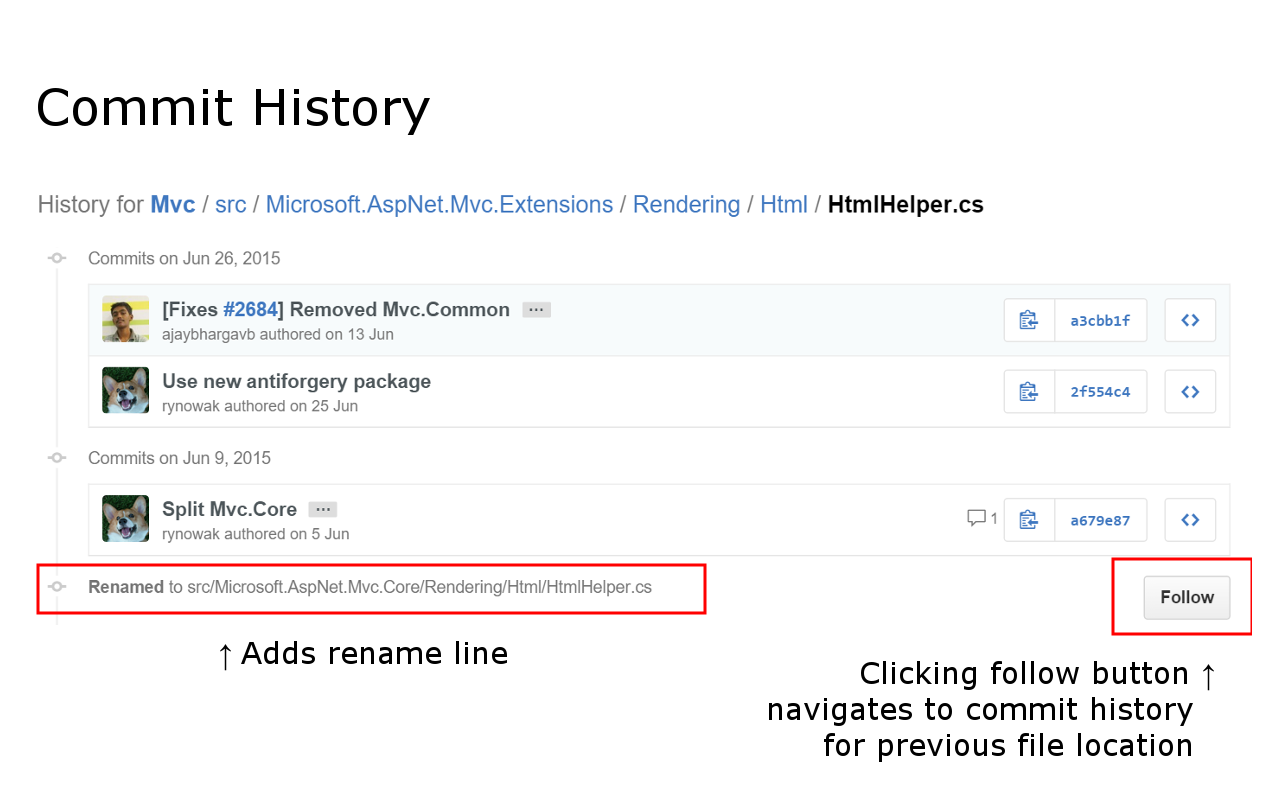 Commit History
History for Mvc / src / Microsoft.AspNet.Mvc.Extensions / Rendering / Html / HtmlHelper.cs
Commits on Jun 26, 2015
[Fixes #2684] Removed Mvc.Common ...
ajaybhargavb authored on 13 Jun
a3cbb1f
Use new antiforgery package
rynowak authored on 25 Jun
2f554c4
Commits on Jun 9, 2015
Split Mvc.Core ...
rynowak authored on 5 Jun
1
a679e87
Renamed to src/Microsoft.AspNet.Mvc.Core/Rendering/Html/HtmlHelper.cs
Follow
↑ Adds rename line
Clicking follow button ↑
navigates to commit history
for previous file location